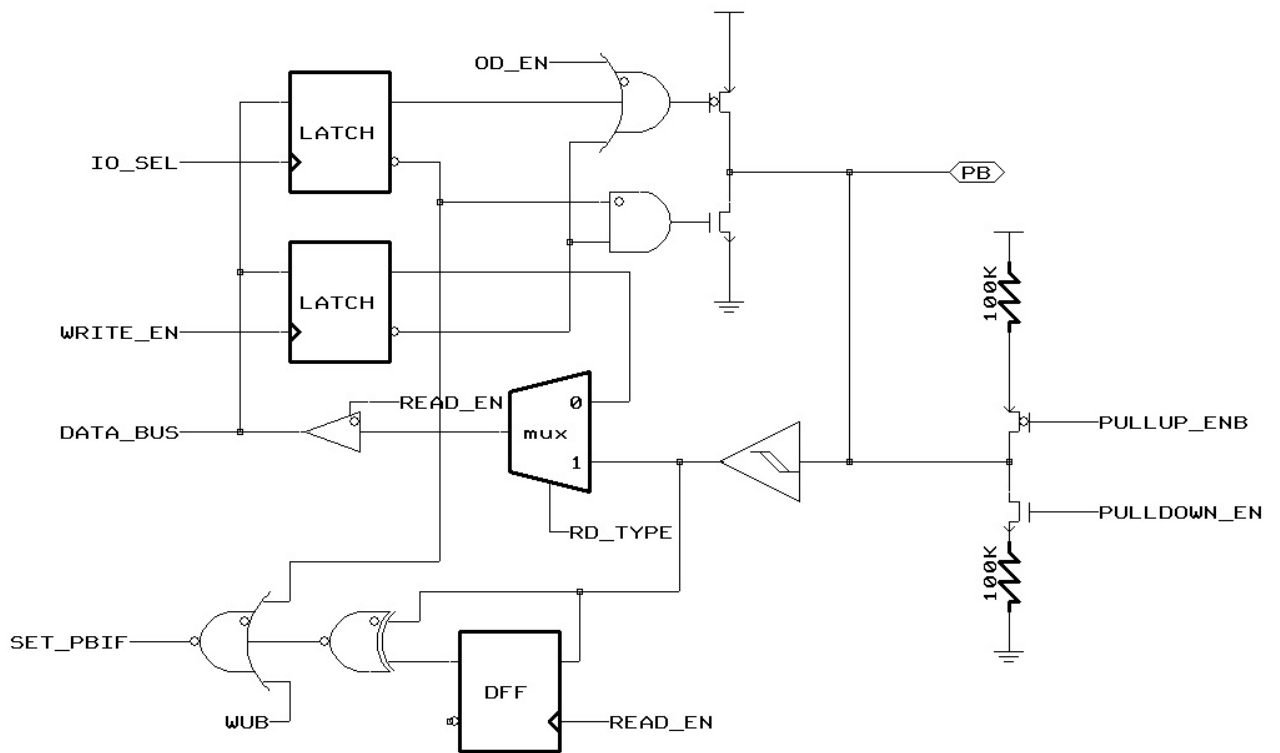 OD_EN
LATCH
IO_SEL
PB
LATCH
WRITE_EN
100K
READ_EN
0
DATA_BUS
mux
1
PULLUP_ENB
PULLDOWN_EN
RD_TYPE
100K
SET_PBIF
DFF
WUB
READ_EN